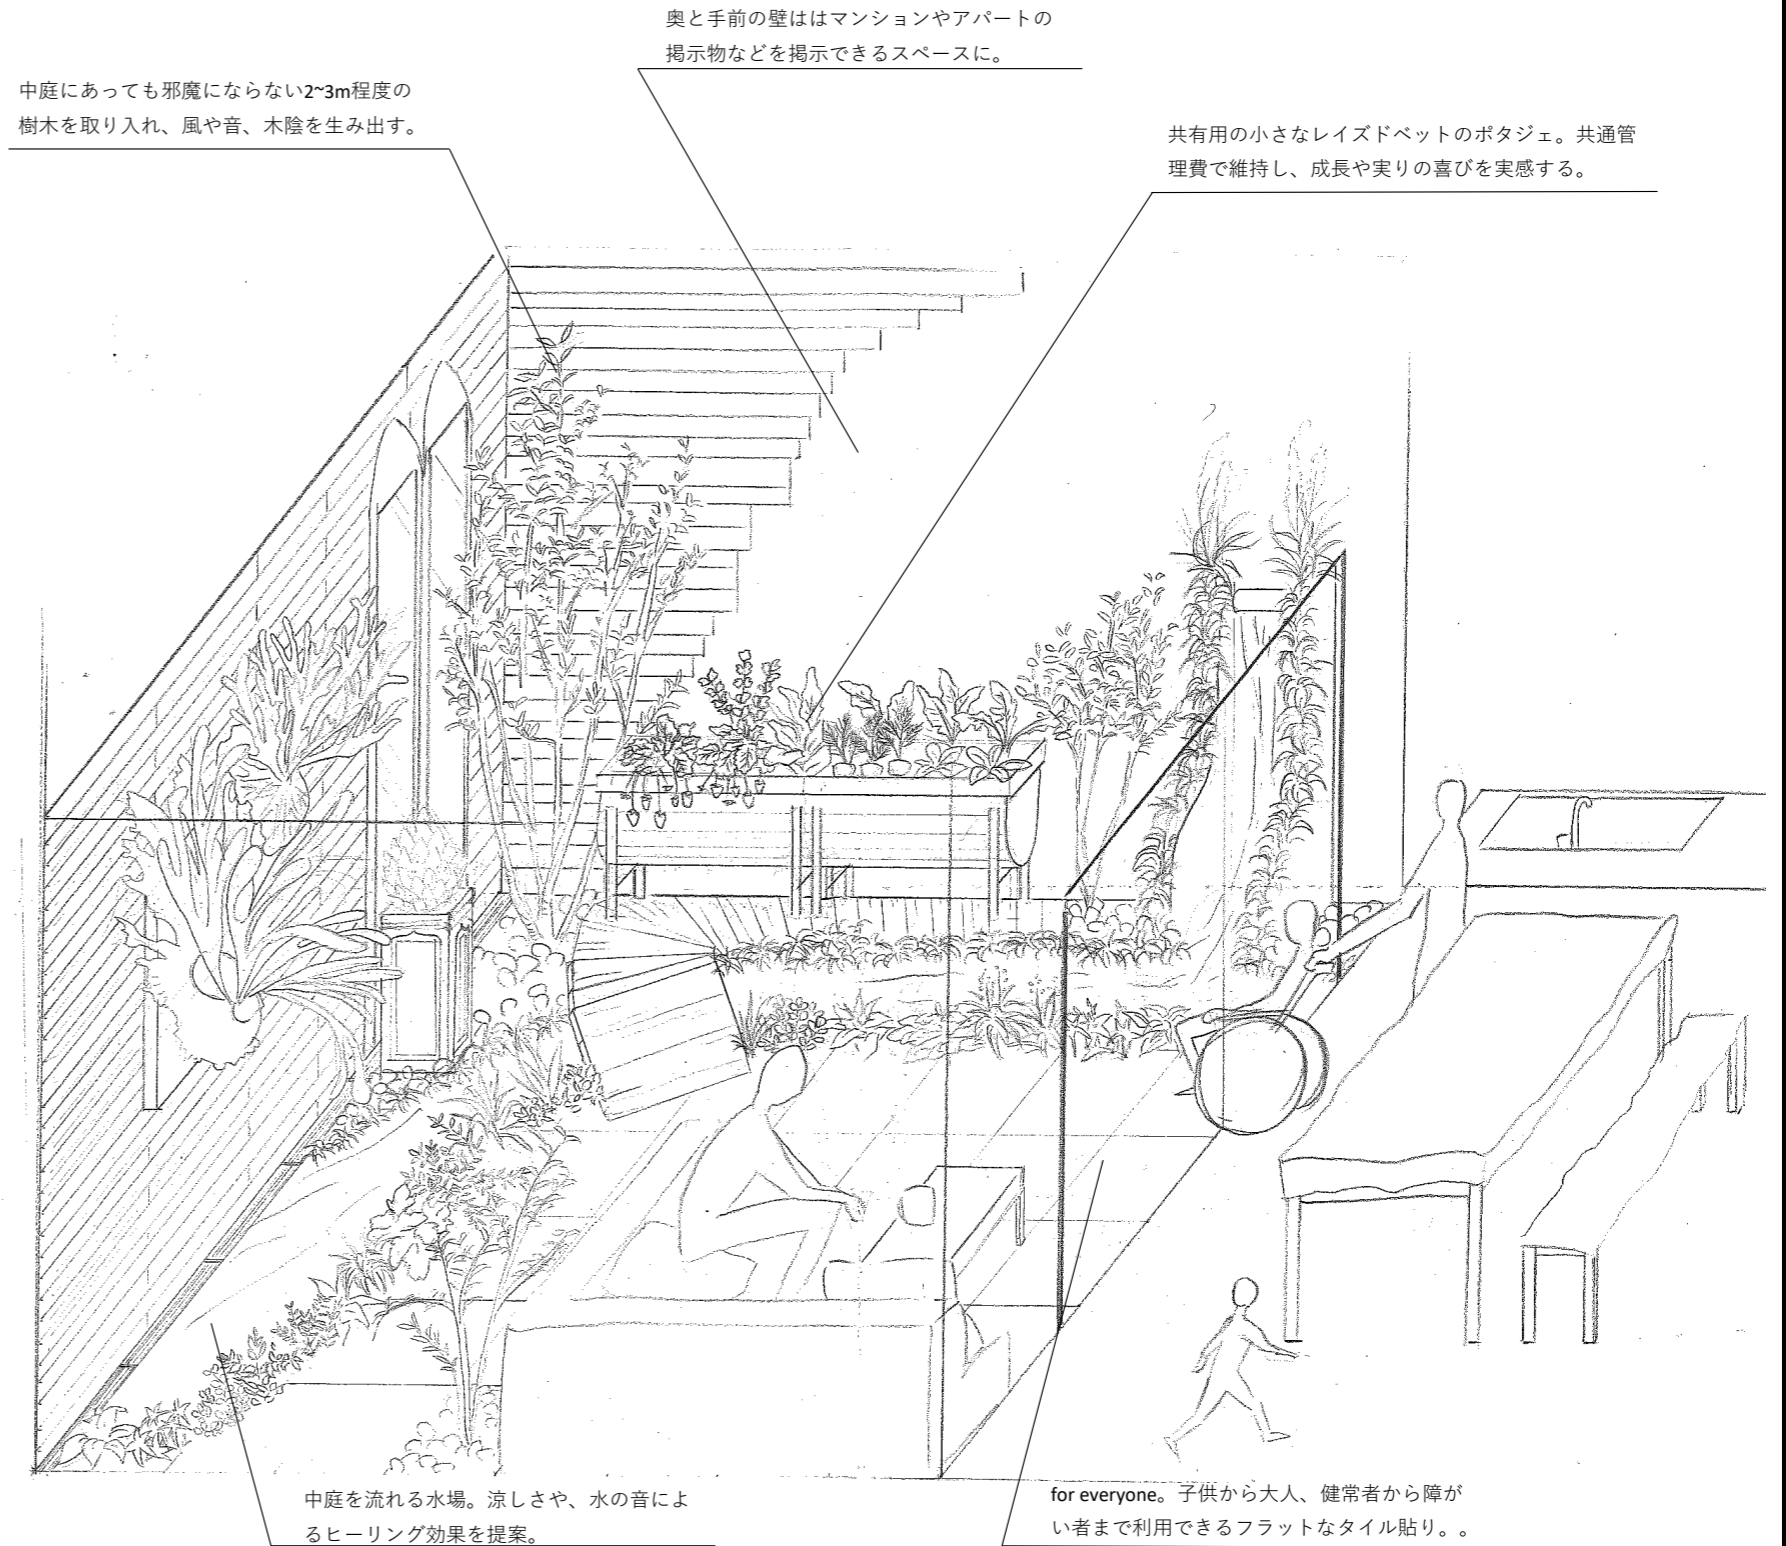 奥と手前の壁ははマンションやアパートの
掲示物などを掲示できるスペースに。
中庭にあっても邪魔にならない2~3m程度の
樹木を取り入れ、風や音、木陰を生み出す。
共有用の小さなレイズドベットのポタジェ。共通管
理費で維持し、成長や実りの喜びを実感する。
中庭を流れる水場。涼しさや、水の音によ
るヒーリング効果を提案。
for everyone。子供から大人、健常者から障が
い者まで利用できるフラットなタイル貼り。。